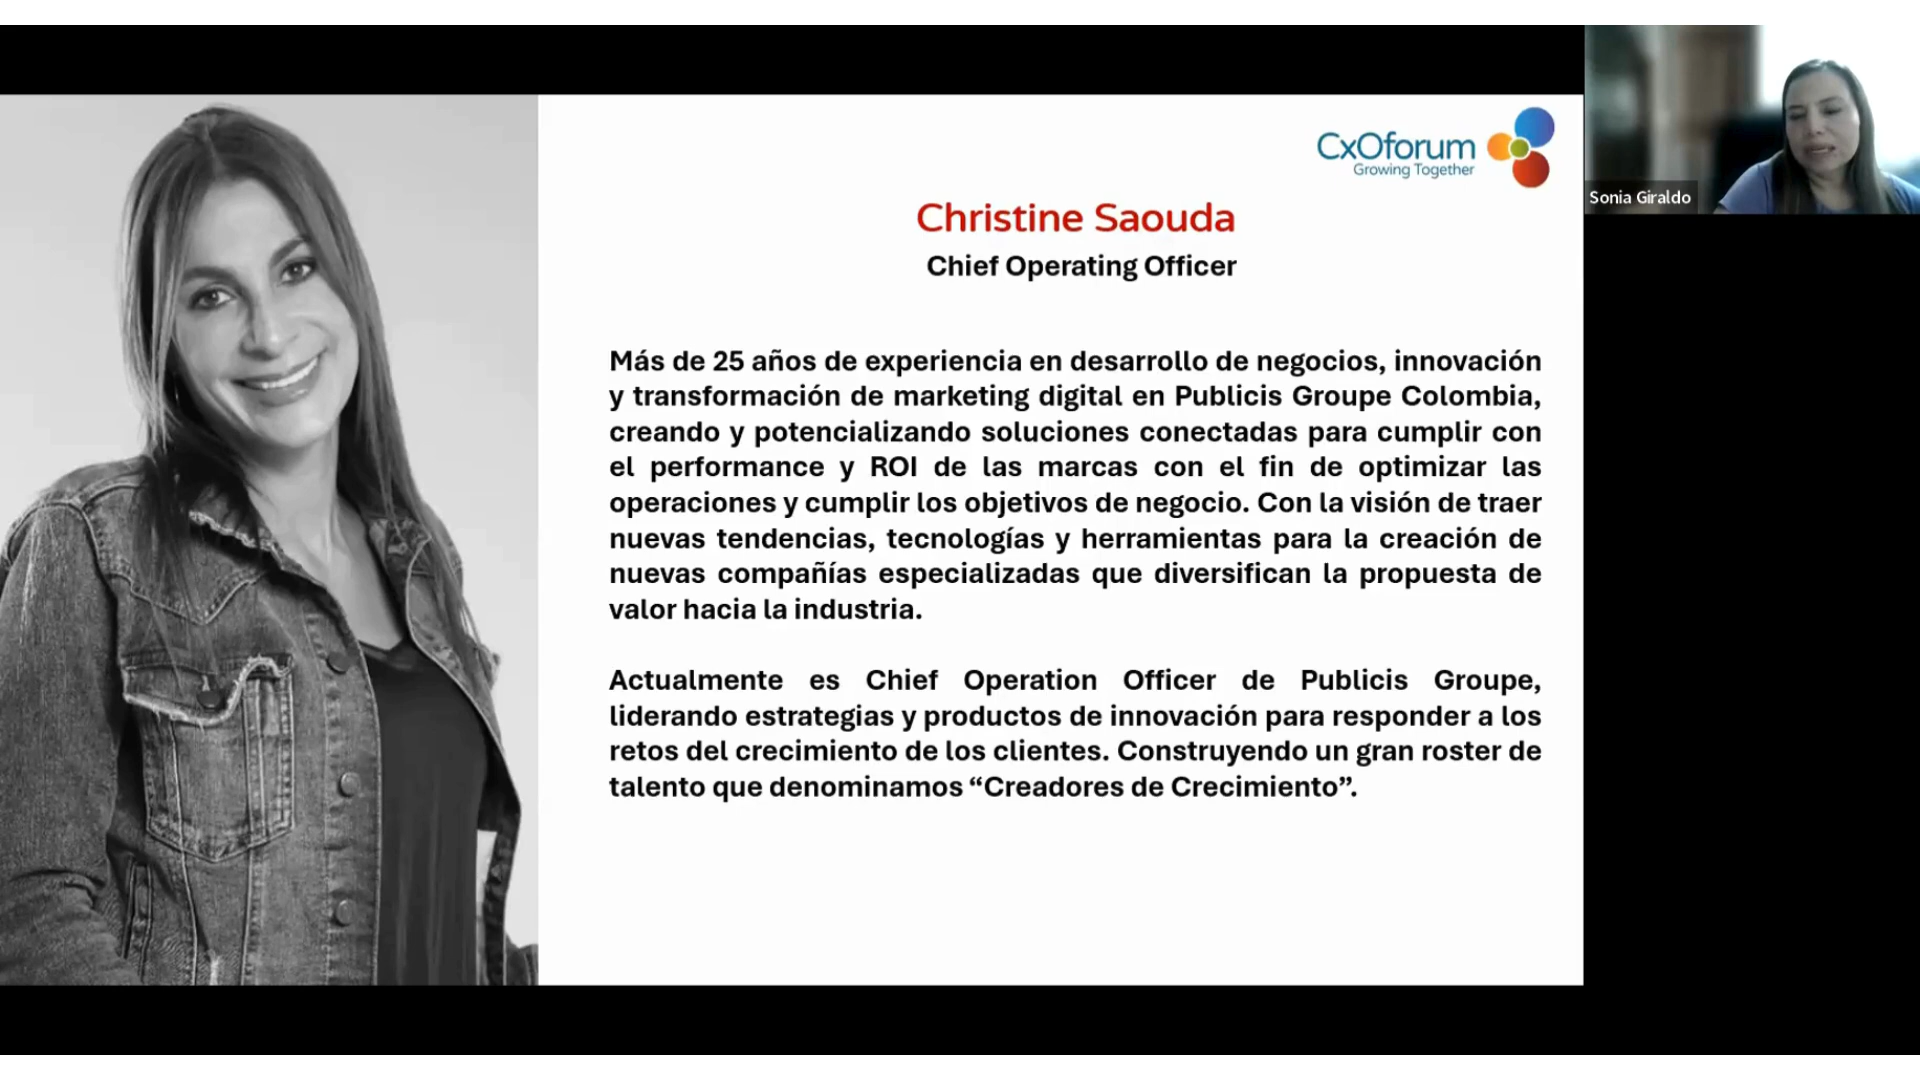 CxOforum
Growing Together
Sonia Giraldo
Christine Saouda
Chief Operating Officer
Más de 25 años de experiencia en desarrollo de negocios, innovación
y transformación de marketing digital en Publicis Groupe Colombia,
creando y potencializando soluciones conectadas para cumplir con
el performance y ROI de las marcas con el fin de optimizar las
operaciones y cumplir los objetivos de negocio. Con la visión de traer
nuevas tendencias, tecnologías y herramientas para la creación de
nuevas compañías especializadas que diversifican la propuesta de
valor hacia la industria.
Actualmente es Chief Operation Officer de Publicis Groupe,
liderando estrategias y productos de innovación para responder a los
retos del crecimiento de los clientes. Construyendo un gran roster de
talento que denominamos “Creadores de Crecimiento”.